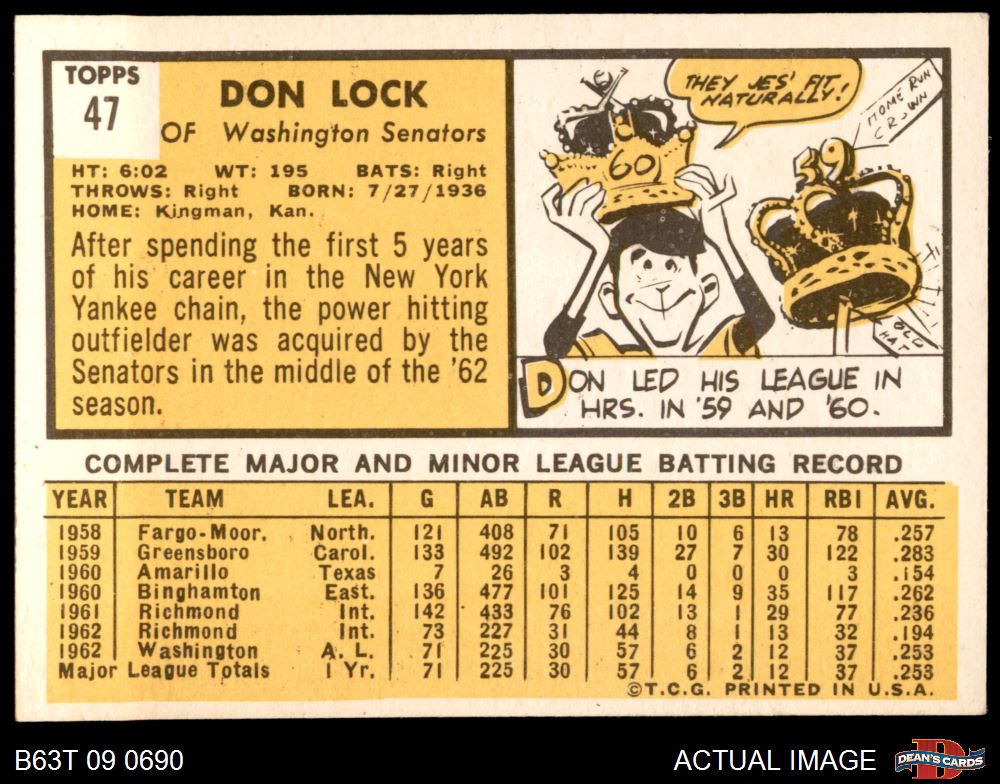 TOPPS
47
DON LOCK
OF Washington Senators
HT: 6:02 WT: 195 BATS: Right
THROWS: Right BORN: 7/27/1936
HOME: Kingman, Kan.
After spending the first 5 years
of his career in the New York
Yankee chain, the power hitting
outfielder was acquired by the
Senators in the middle of the '62
season.
THEY JES' FIT
NATURALLY!
HOME RUN
CROWN
60
59
OLD
HAT
DON LED HIS LEAGUE IN
HRS. IN '59 AND '60.
COMPLETE MAJOR AND MINOR LEAGUE BATTING RECORD
YEAR TEAM LEA. G AB R H 2B 3B HR RBI AVG.
1958 Fargo-Moor. North. 121 408 71 105 10 6 13 78 .257
1959 Greensboro Carol. 133 492 102 139 27 7 30 122 .283
1960 Amarillo Texas 7 26 3 4 0 0 0 3 .154
1960 Binghamton East. 136 477 101 125 14 9 35 117 .262
1961 Richmond Int. 142 433 76 102 13 1 29 77 .236
1962 Richmond Int. 73 227 31 44 8 1 13 32 .194
1962 Washington A. L. 71 225 30 57 6 2 12 37 .253
Major League Totals 1 Yr. 71 225 30 57 6 2 12 37 .253
©T.C.G. PRINTED IN U.S.A.
B63T 09 0690
ACTUAL IMAGE
DEAN'S CARDS